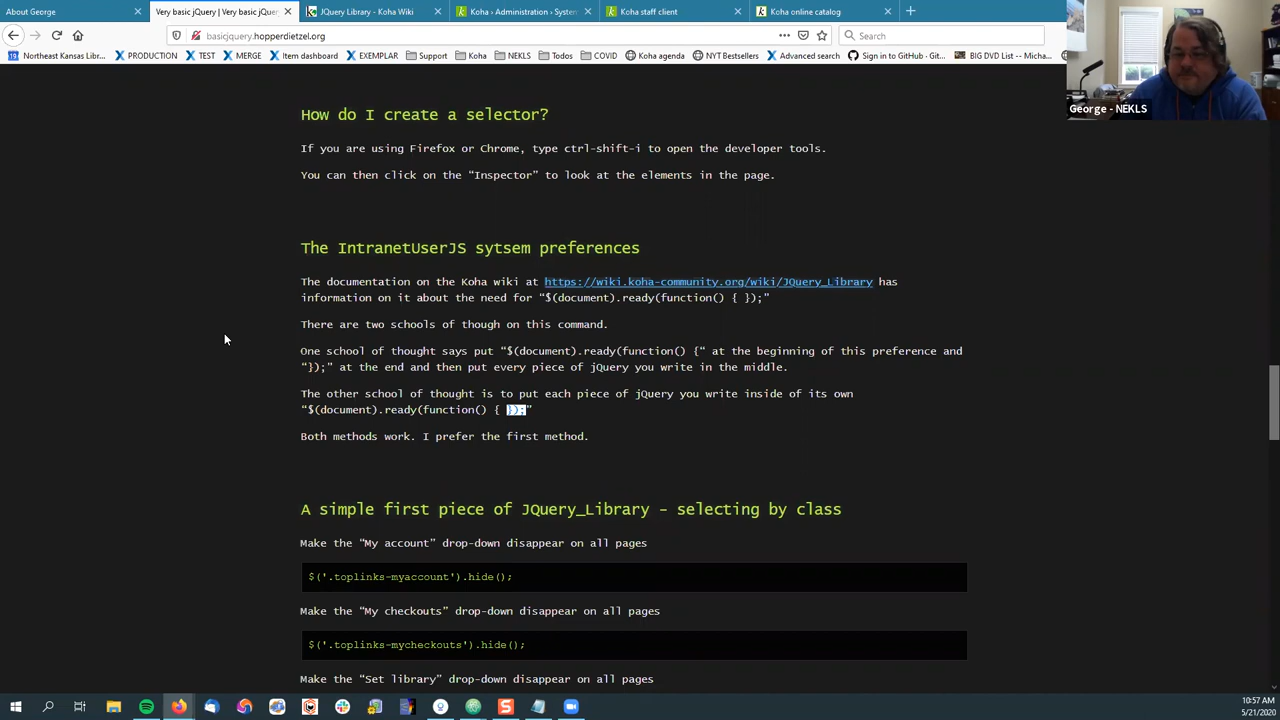 About George
Very basic jQuery | Very basic jQuer
JQuery Library - Koha Wiki
Koha › Administration › System
Koha staff client
Koha online catalog
basicjquery.hopperdietzel.org
Search
Northeast Kansas Libr...
PRODUCTION
TEST
MERGE
Item dashboard
EXEMPLAR
Support
Koha
NEKLS
Todos
COVID
Koha agenda
NYT Bestsellers
Advanced search
Sign in to GitHub · Git...
BIG DVD List -- Micha...
George - NEKLS
How do I create a selector?
If you are using Firefox or Chrome, type ctrl-shift-i to open the developer tools.
You can then click on the “Inspector” to look at the elements in the page.
The IntranetUserJS sytsem preferences
The documentation on the Koha wiki at https://wiki.koha-community.org/wiki/JQuery_Library has
information on it about the need for “$(document).ready(function() { });”
There are two schools of though on this command.
One school of thought says put “$(document).ready(function() {“ at the beginning of this preference and
“});” at the end and then put every piece of jQuery you write in the middle.
The other school of thought is to put each piece of jQuery you write inside of its own
“$(document).ready(function() { });”
Both methods work. I prefer the first method.
A simple first piece of JQuery_Library – selecting by class
Make the “My account” drop-down disappear on all pages
$('.toplinks-myaccount').hide();
Make the “My checkouts” drop-down disappear on all pages
$('.toplinks-mycheckouts').hide();
Make the “Set library” drop-down disappear on all pages
10:57 AM
5/21/2020